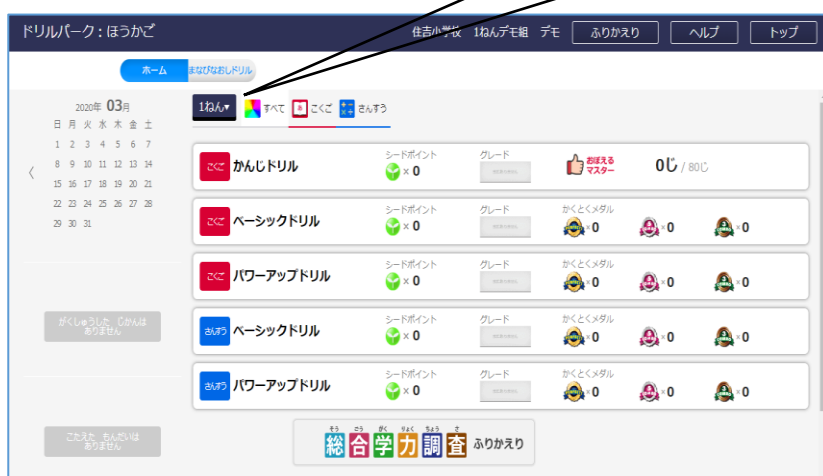 ドリルパーク：ほうかご
住吉小学校 1ねんデモ組 デモ ふりかえり ヘルプ トップ
ホーム まなびなおしドリル
2020年 03月
日 月 火 水 木 金 土
1 2 3 4 5 6 7
8 9 10 11 12 13 14
15 16 17 18 19 20 21
22 23 24 25 26 27 28
29 30 31
がくしゅうした じかんは
ありません
こたえた もんだいは
ありません
1ねん▾ すべて こくご さんすう
こくご かんじドリル シードポイント × 0 グレード おぼえるマスター 0じ / 80じ
こくご ベーシックドリル シードポイント × 0 グレード かくとくメダル × 0 × 0 × 0
こくご パワーアップドリル シードポイント × 0 グレード かくとくメダル × 0 × 0 × 0
さんすう ベーシックドリル シードポイント × 0 グレード かくとくメダル × 0 × 0 × 0
さんすう パワーアップドリル シードポイント × 0 グレード かくとくメダル × 0 × 0 × 0
そう ごう がく りょく ちょう さ
総合学力調査 ふりかえり